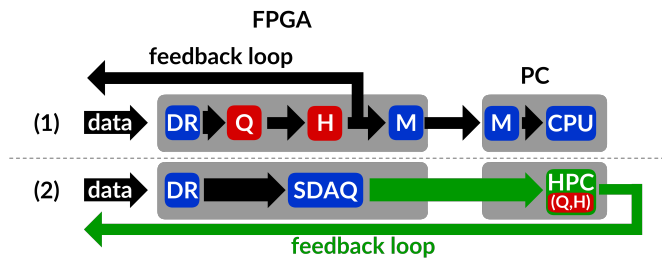 FPGA
feedback loop
PC
(1) data DR Q H M M CPU
(2) data DR SDAQ HPC
(Q,H)
feedback loop